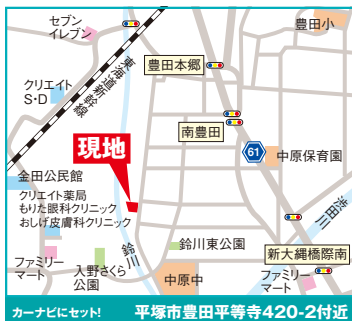 セブン
イレブン
豊田小
豊田本郷
東海道新幹線
クリエイト
S・D
南豊田
現地
61
中原保育園
金田公民館
クリエイト薬局
もりた眼科クリニック
おしげ皮膚科クリニック
渋田川
鈴川
鈴川東公園
新大縄橋際南
ファミリー
マート
入野さくら
公園
中原中
ファミリー
マート
カーナビにセット!
平塚市豊田平等寺420-2付近